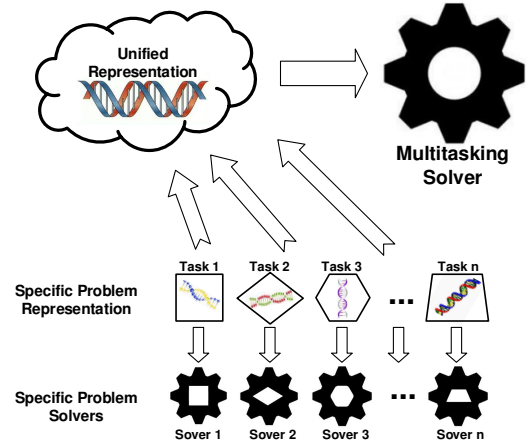 Unified
Representation
Multitasking
Solver
Task 1
Task 2
Task 3
Task n
Specific Problem
Representation
...
Specific Problem
Solvers
...
Sover 1
Sover 2
Sover 3
Sover n